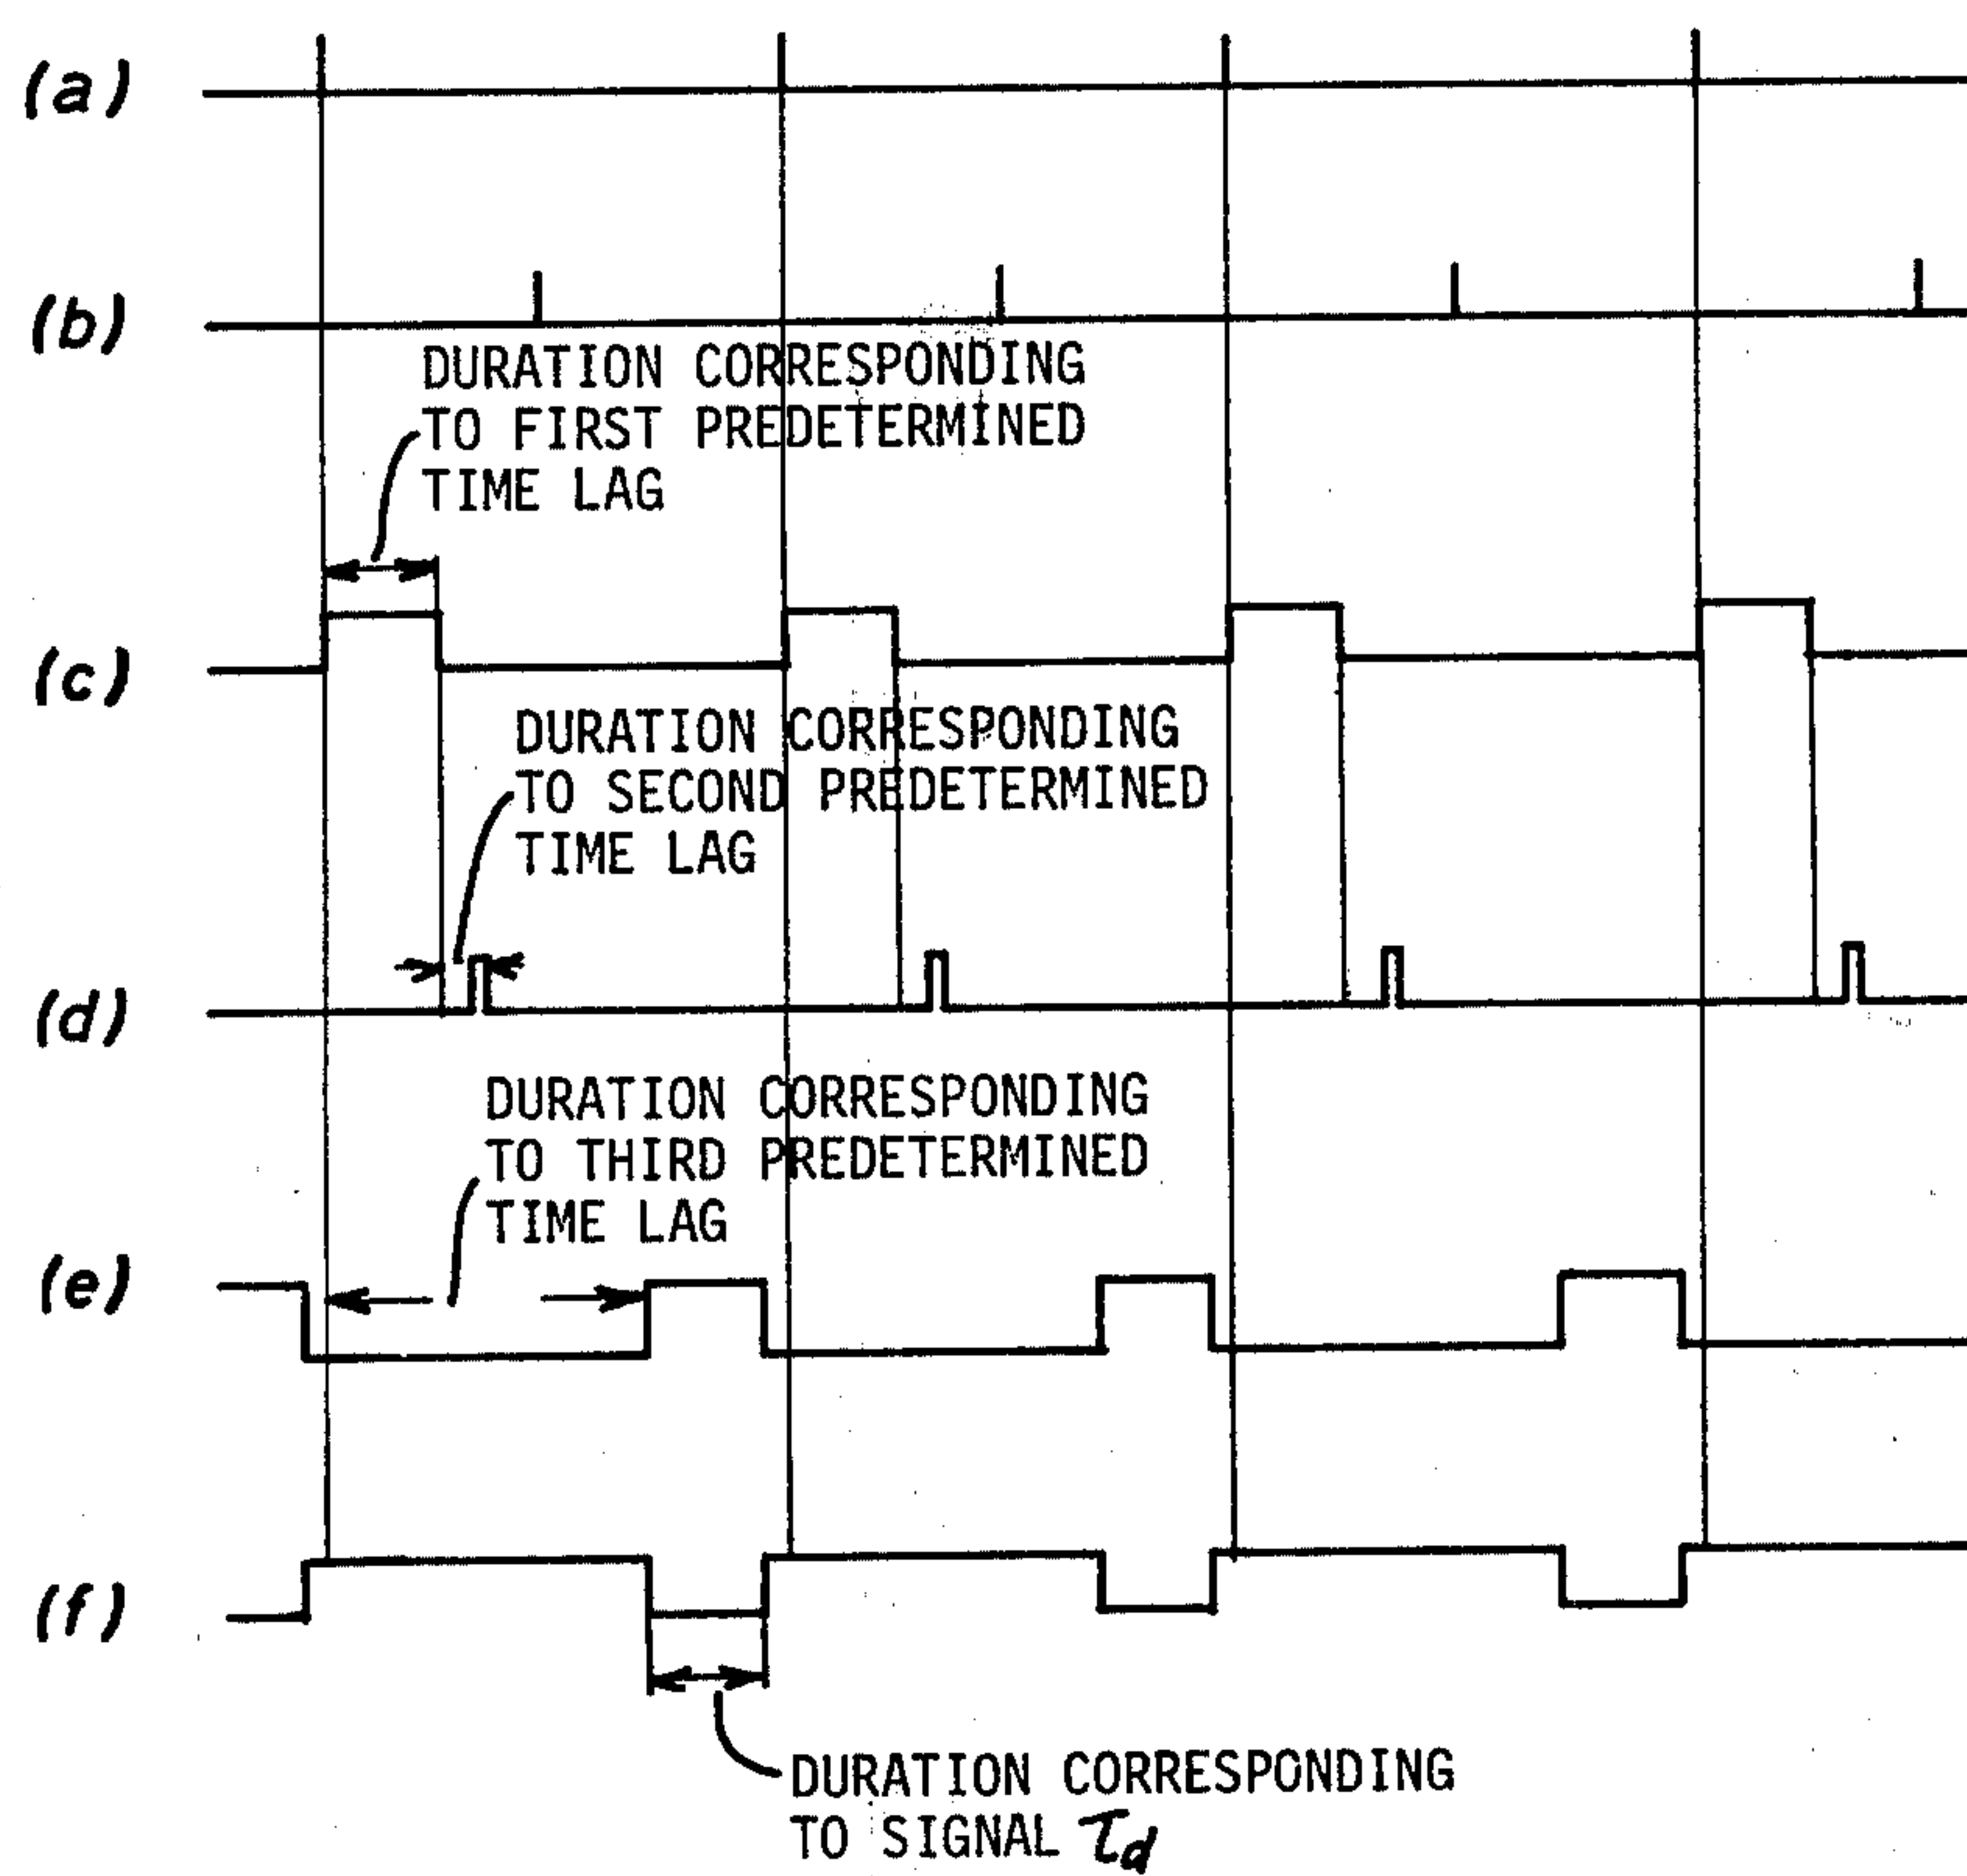 (a)
(b)
DURATION CORRESPONDING
TO FIRST PREDETERMINED
TIME LAG
(c)
DURATION CORRESPONDING
TO SECOND PREDETERMINED
TIME LAG
(d)
DURATION CORRESPONDING
TO THIRD PREDETERMINED
TIME LAG
(e)
(f)
DURATION CORRESPONDING
TO SIGNAL τd